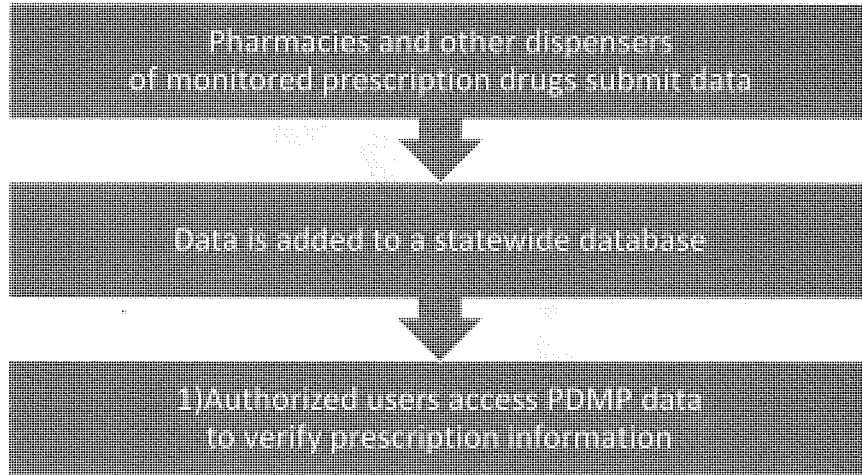 Pharmacies and other dispensers
of monitored prescription drugs submit data
Data is added to a statewide database
1)Authorized users access PDMP data
to verify prescription information